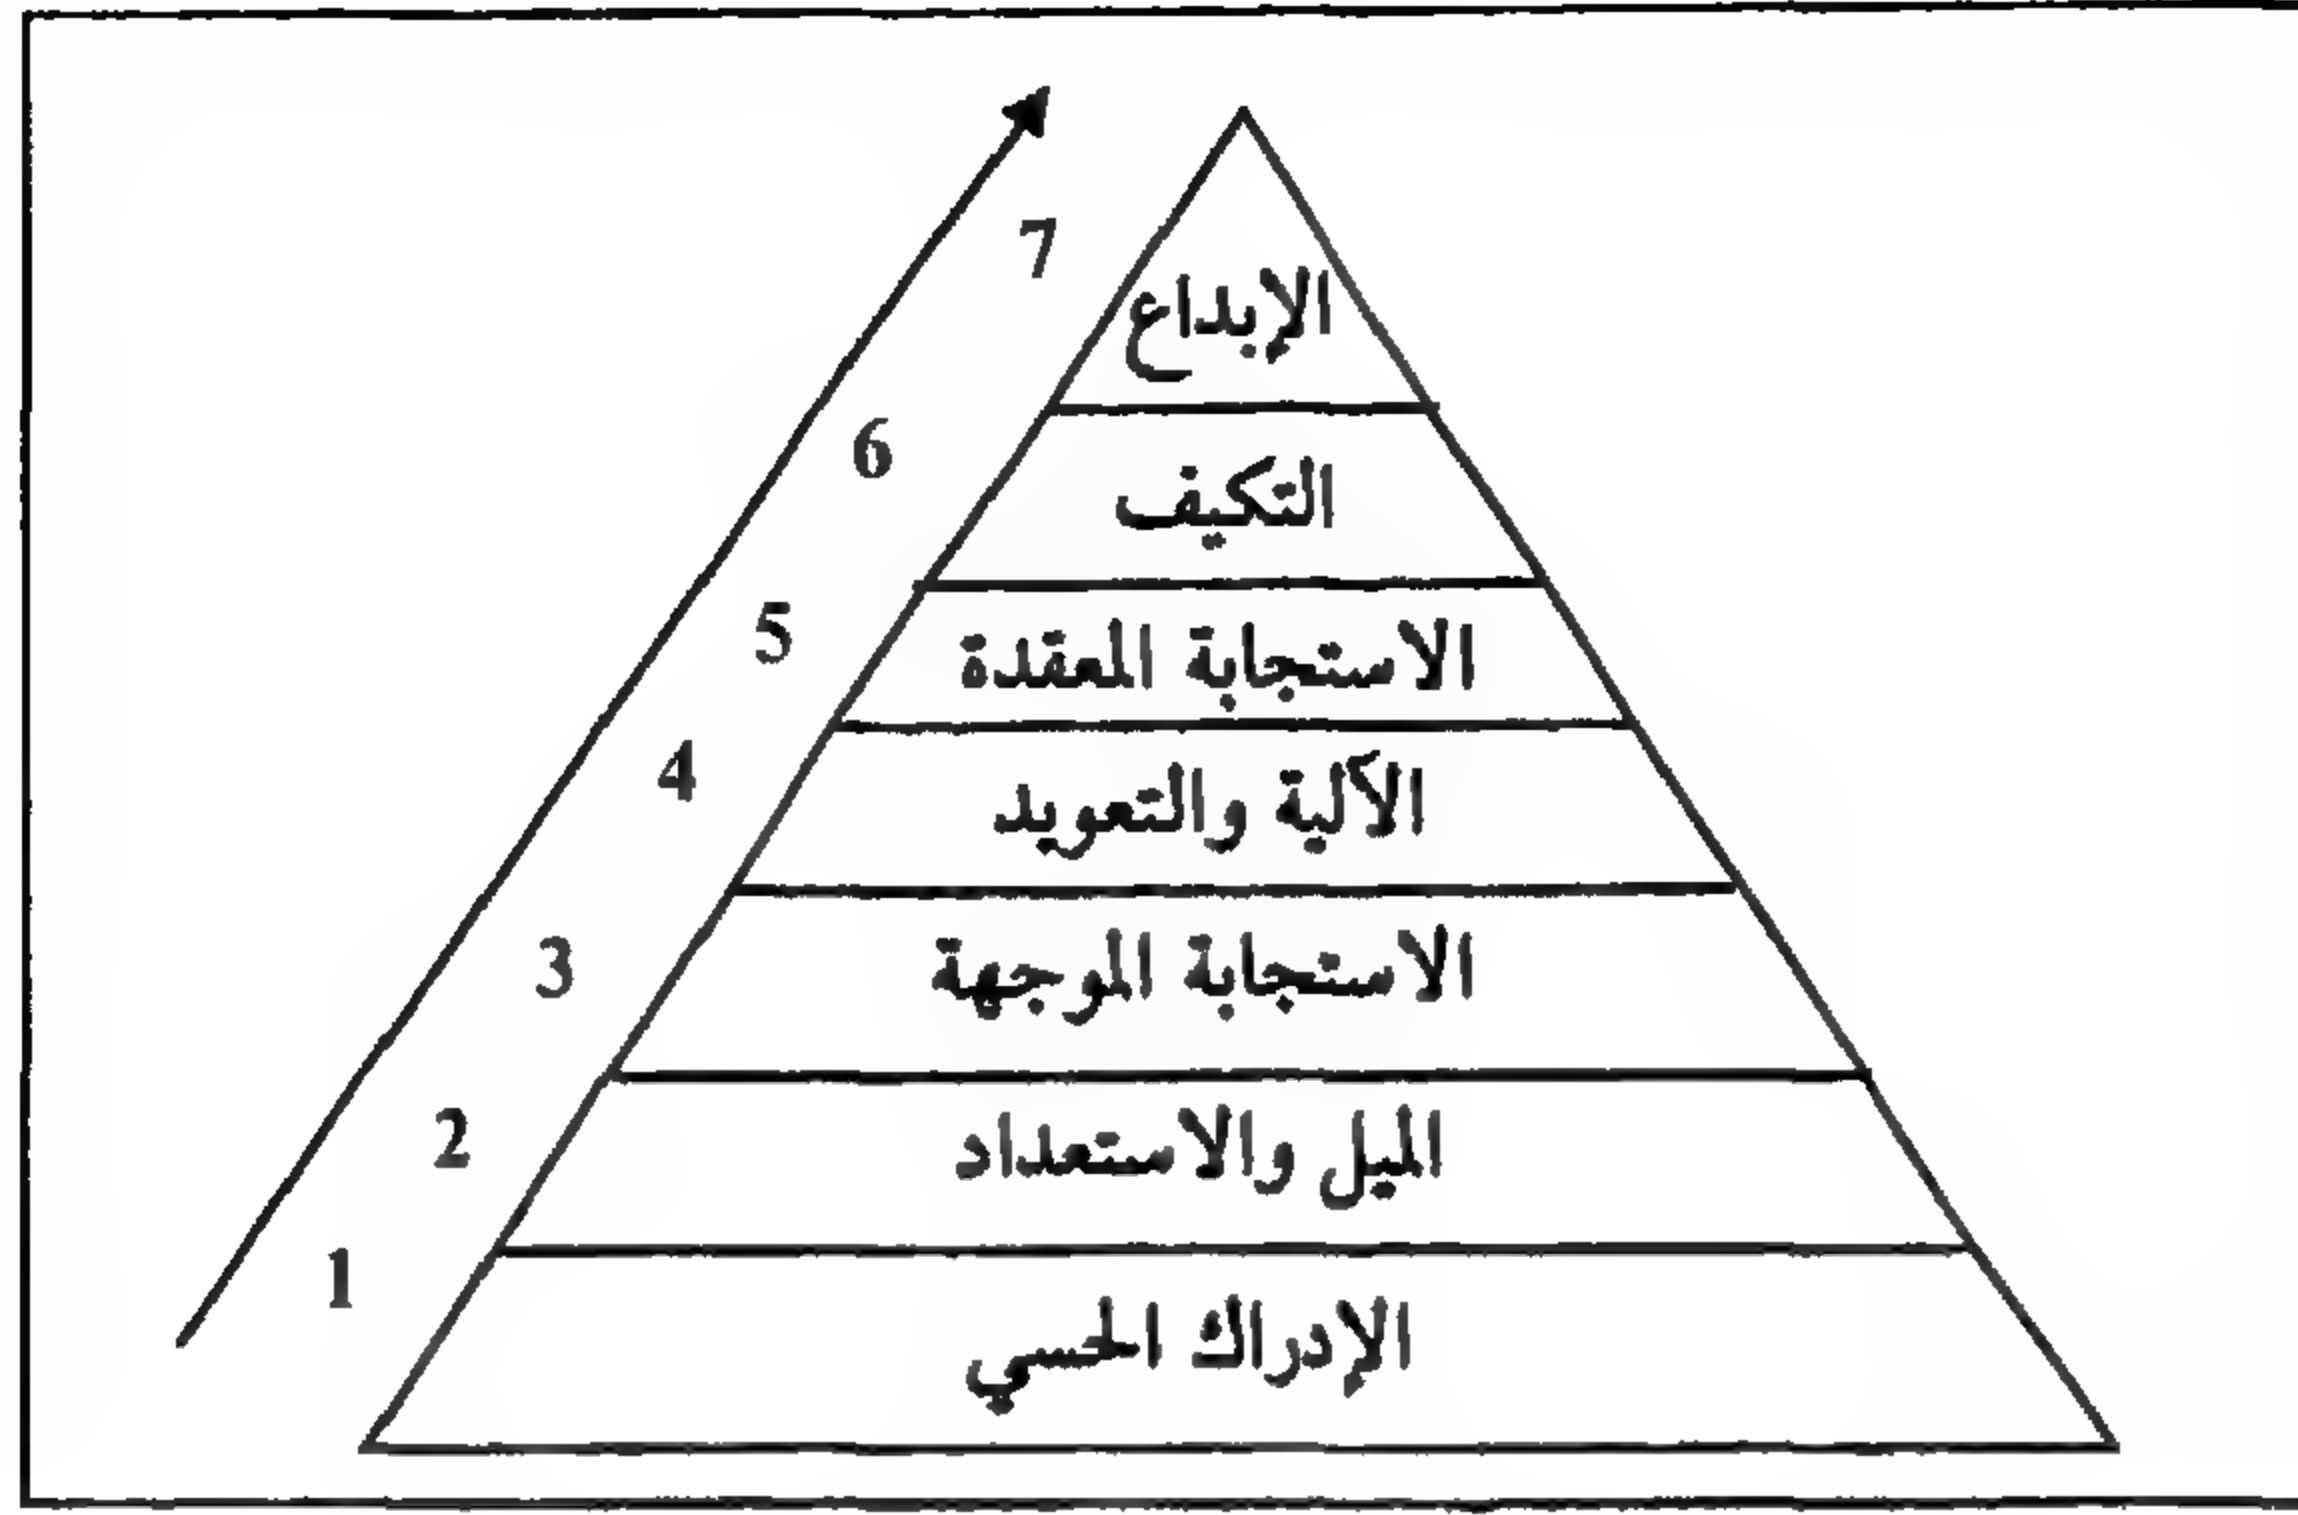 7
الإبداع
6
التكيف
5
الاستجابة المعقدة
4
الآلية والتعويد
3
الاستجابة الموجهة
2
الميل والاستعداد
1
الإدراك الحسي